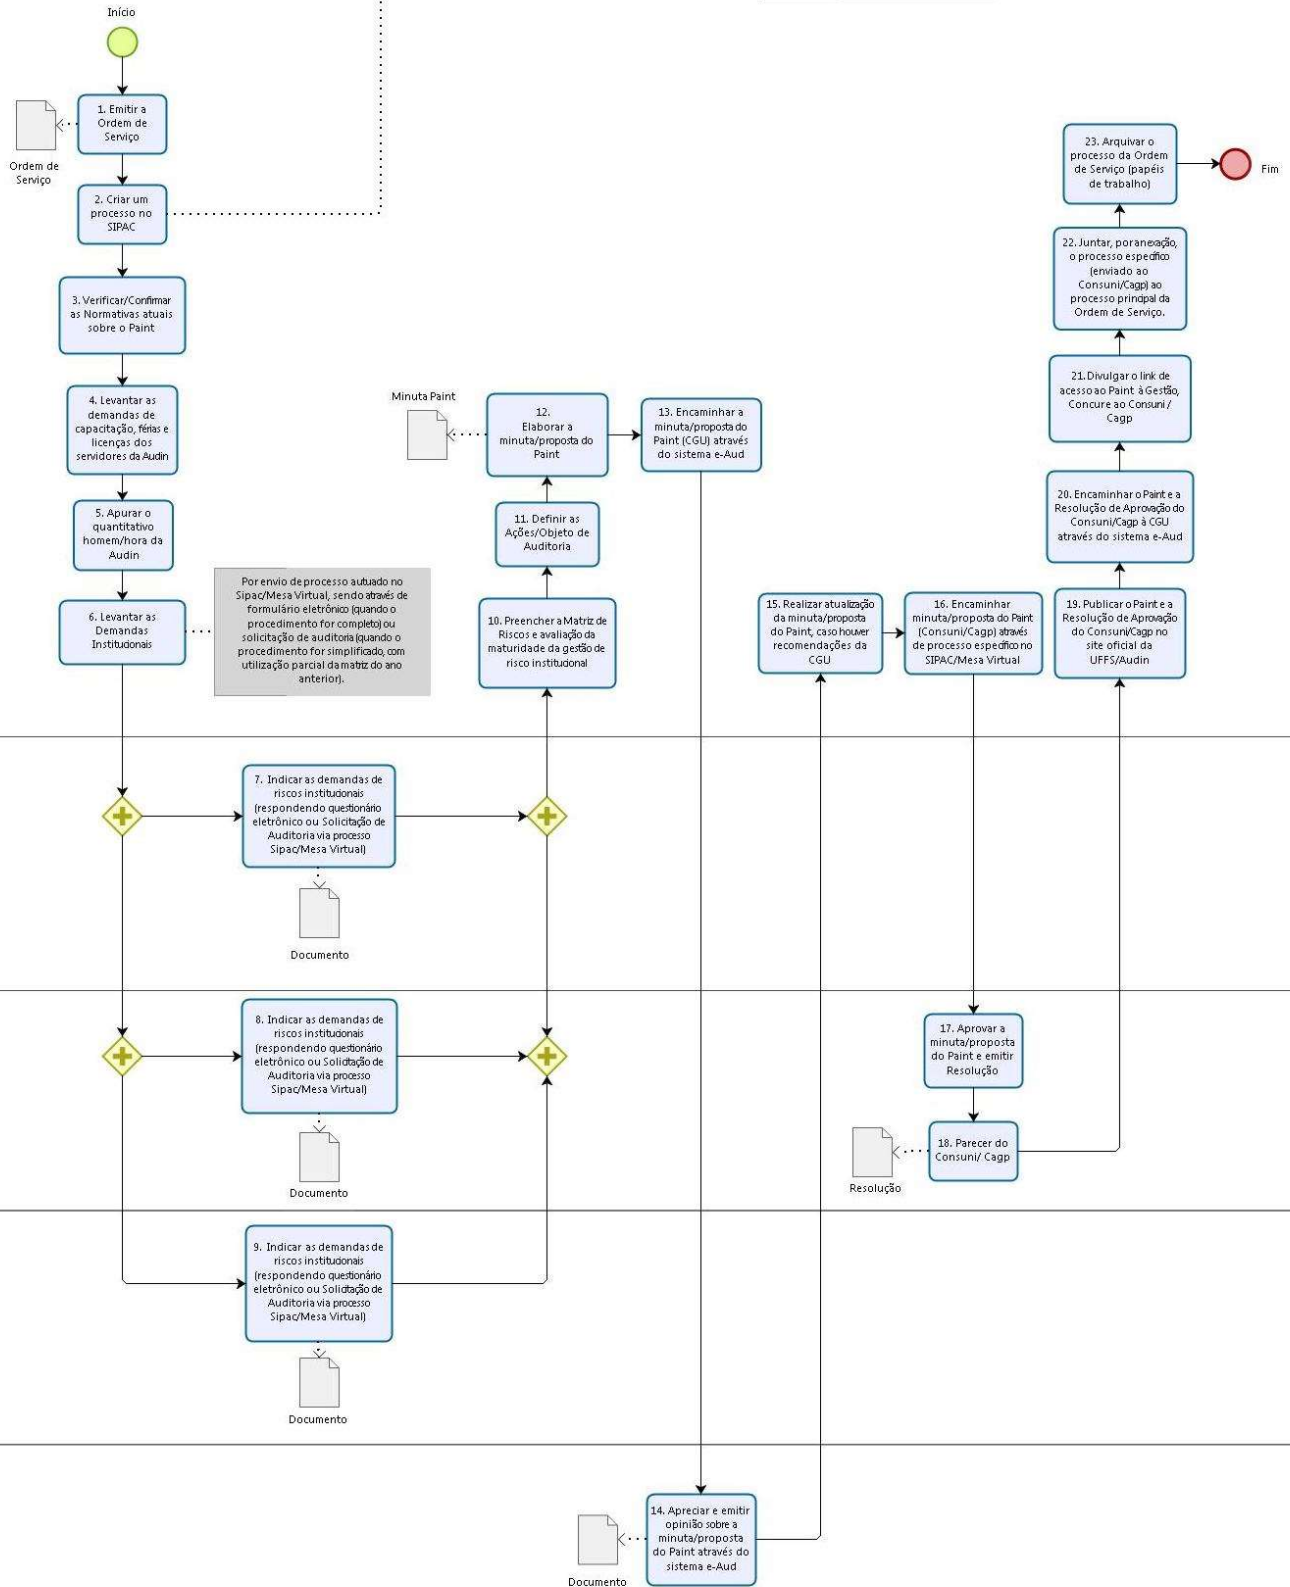 Início
1. Emitir a
Ordem de
Serviço
Ordem de
Serviço
2. Criar um
processo no
SIPAC
3. Verificar/Confirmar
as Normativas atuais
sobre o Paint
4. Levantar as
demandas de
capacitação, férias e
licenças dos
servidores da Audin
5. Apurar o
quantitativo
homem/hora da
Audin
6. Levantar as
Demandas
Institucionais
Por envio de processo autuado no
Sipac/Mesa Virtual, sendo através de
formulário eletrônico (quando o
procedimento for completo) ou
solicitação de auditoria (quando o
procedimento for simplificado, com
utilização parcial da matriz do ano
anterior).
7. Indicar as demandas de
riscos institucionais
(respondendo questionário
eletrônico ou Solicitação de
Auditoria via processo
Sipac/Mesa Virtual)
Documento
8. Indicar as demandas de
riscos institucionais
(respondendo questionário
eletrônico ou Solicitação de
Auditoria via processo
Sipac/Mesa Virtual)
Documento
9. Indicar as demandas de
riscos institucionais
(respondendo questionário
eletrônico ou Solicitação de
Auditoria via processo
Sipac/Mesa Virtual)
Documento
10. Preencher a Matriz de
Riscos e avaliação da
maturidade da gestão de
risco institucional
11. Definir as
Ações/Objeto de
Auditoria
12.
Elaborar a
minuta/proposta do
Paint
Minuta Paint
13. Encaminhar a
minuta/proposta do
Paint (CGU) através
do sistema e-Aud
14. Apreciar e emitir
opinião sobre a
minuta/proposta
do Paint através do
sistema e-Aud
Documento
15. Realizar atualização
da minuta/proposta
do Paint, caso houver
recomendações da
CGU
16. Encaminhar
minuta/proposta do Paint
(Consuni/Cagp) através
de processo específico no
SIPAC/Mesa Virtual
17. Aprovar a
minuta/proposta
do Paint e emitir
Resolução
18. Parecer do
Consuni/ Cagp
Resolução
19. Publicar o Paint e a
Resolução de Aprovação
do Consuni/Cagp no
site oficial da
UFFS/Audin
20. Encaminhar o Paint e a
Resolução de Aprovação do
Consuni/Cagp à CGU
através do sistema e-Aud
21. Divulgar o link de
acesso ao Paint à Gestão,
Concure ao Consuni /
Cagp
22. Juntar, por anexação,
o processo específico
(enviado ao
Consuni/Cagp) ao
processo principal da
Ordem de Serviço.
23. Arquivar o
processo da Ordem
de Serviço (papéis
de trabalho)
Fim